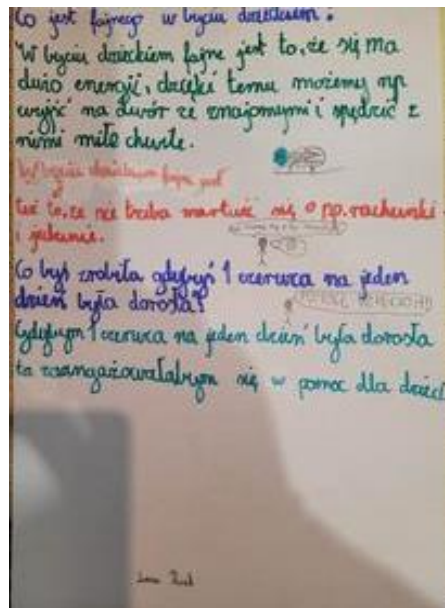 Co jest fajnego w byciu dzieckiem?
W byciu dzieckiem fajne jest to, że się ma
dużo energii, dzięki temu możemy np.
wyjść na dwór ze znajomymi i spędzić z
nimi miłe chwile.
W byciu dzieckiem fajne jest
też to, że nie trzeba martwić się o np. rachunki
i jedzenie.
Co byś zrobiła gdybyś 1 czerwca na jeden
dzień była dorosła?
Gdybym 1 czerwca na jeden dzień była dorosła
to zaangażowałabym się w pomoc dla dzieci